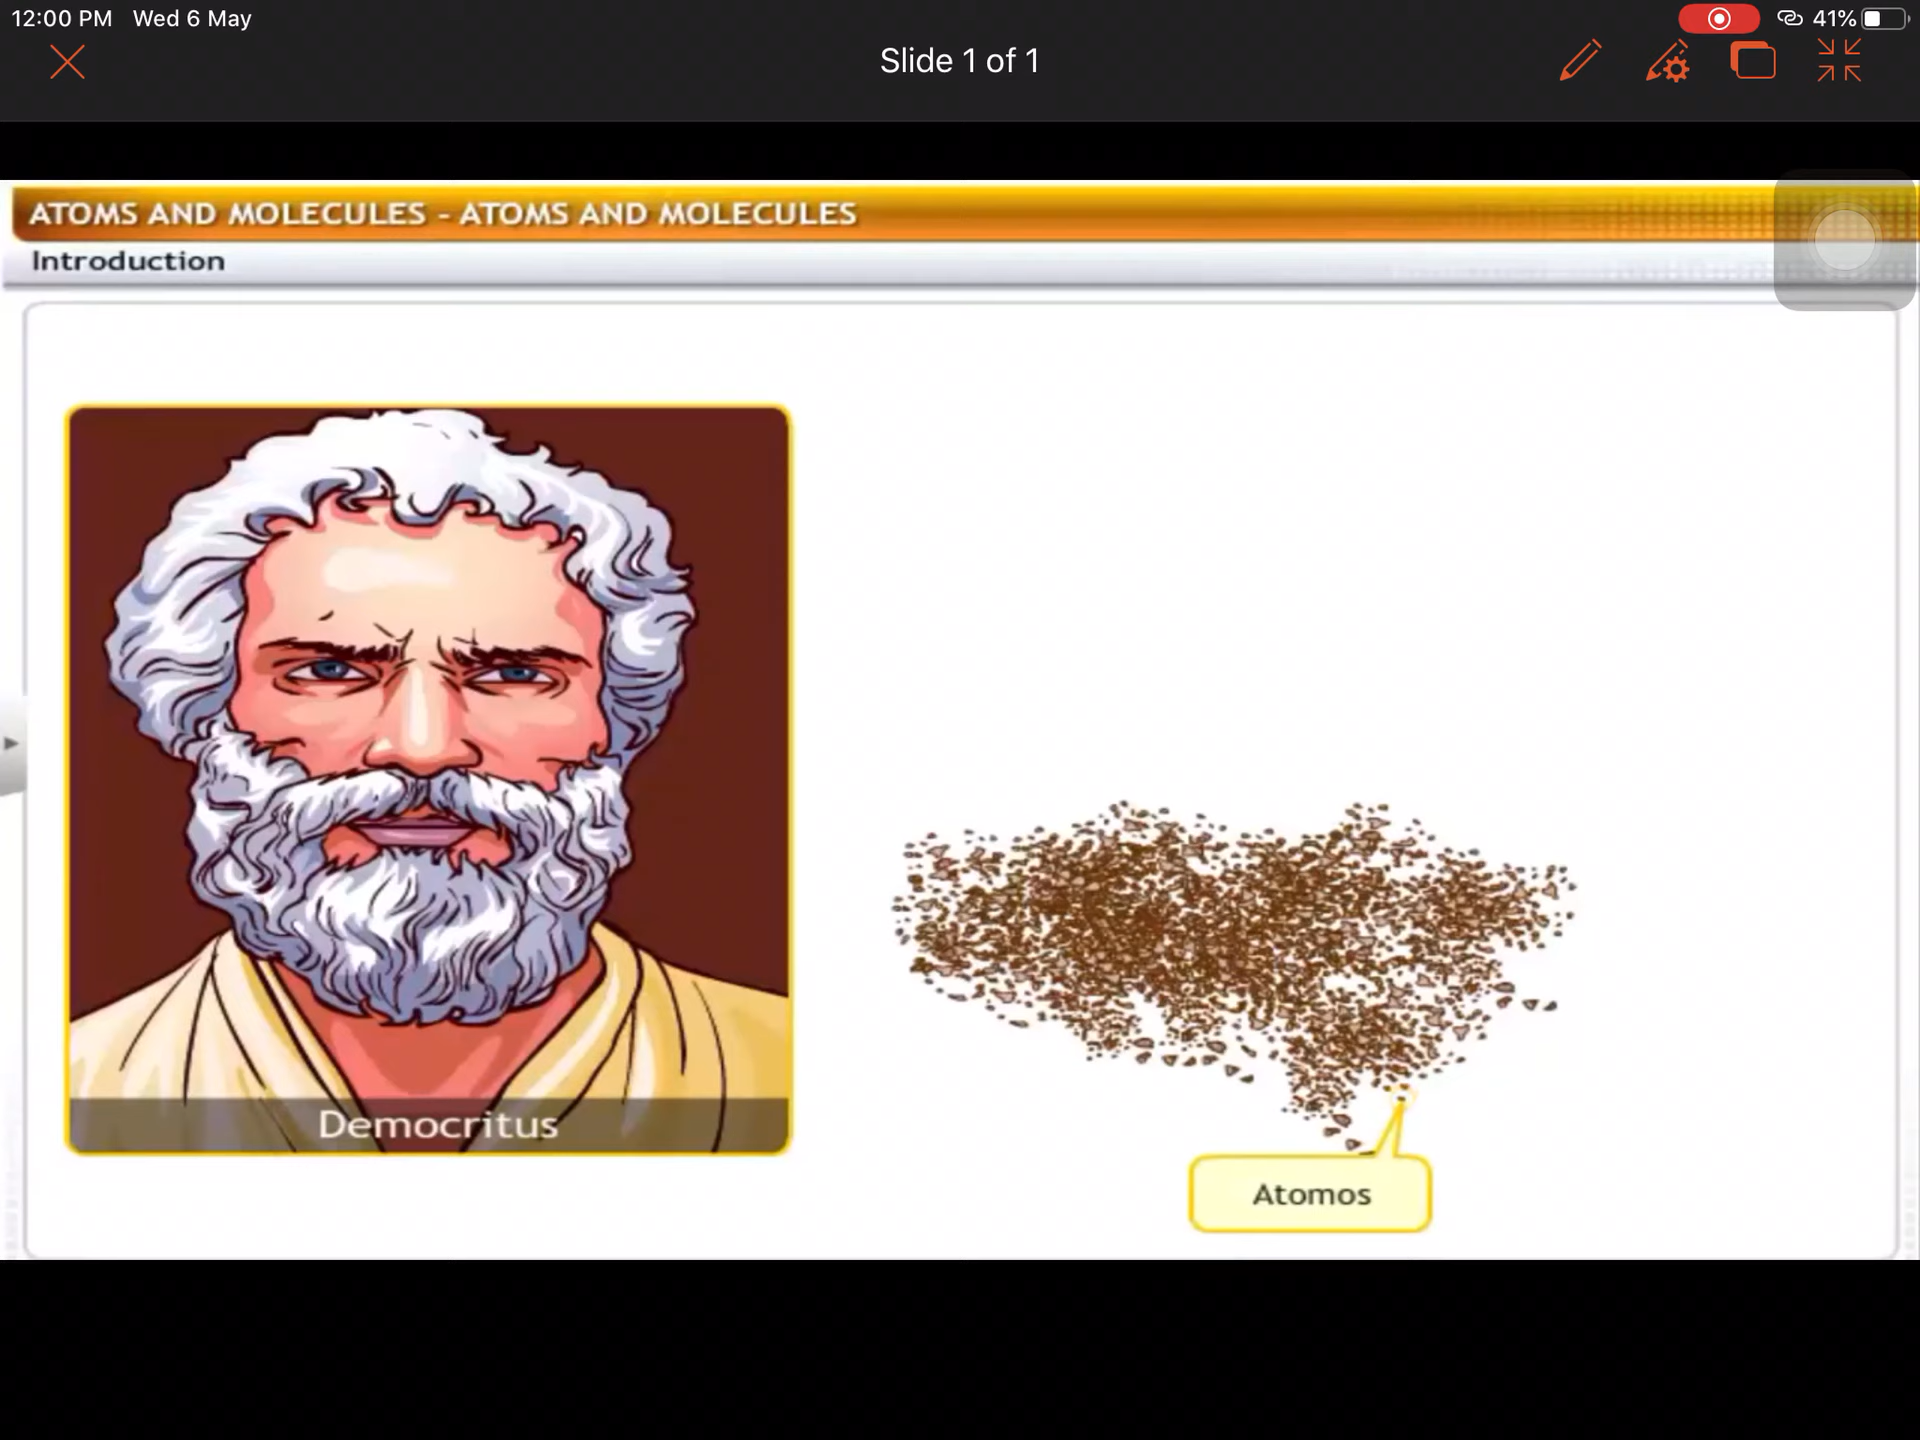 12:00 PM Wed 6 May
41%
Slide 1 of 1
ATOMS AND MOLECULES - ATOMS AND MOLECULES
Introduction
Democritus
Atomos